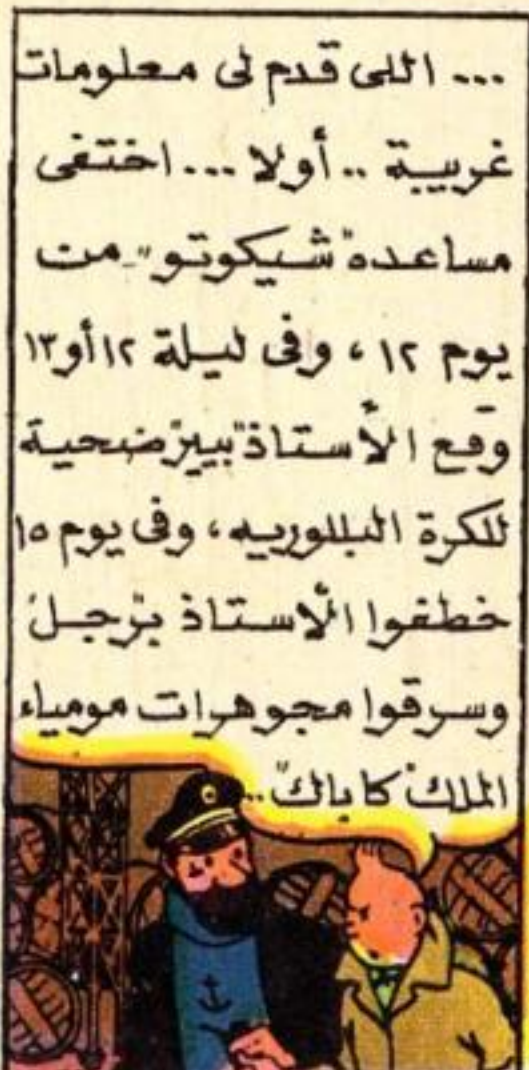 ... اللى قدم لى معلومات
غريبة .. أولا ... اختفى
مساعده "شيكوتو" من
يوم ١٢ ، وفى ليلة ١٢ أو ١٣
وقع الأستاذ "بيير" ضحية
للكرة البللوريه ، وفى يوم ١٥
خطفوا الأستاذ برجل
وسرقوا مجوهرات مومياء
الملك "كاباك" ..